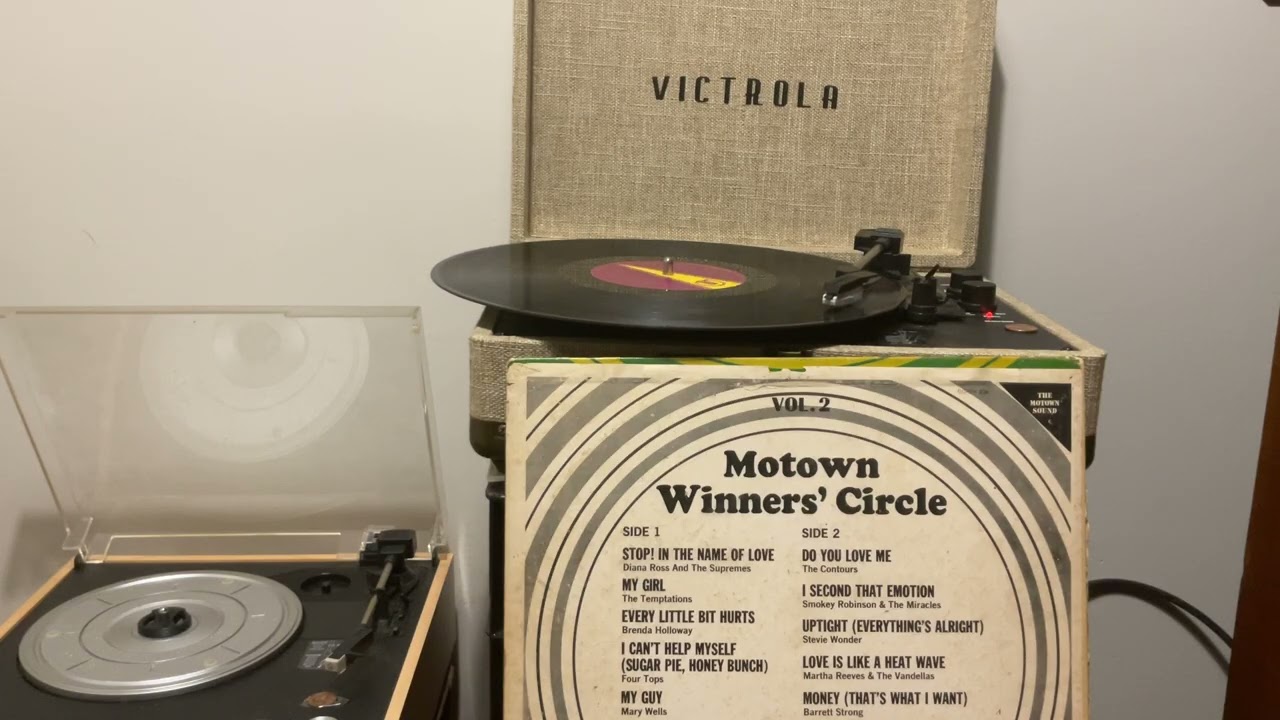 VICTROLA
VOL. 2
THE
MOTOWN
SOUND
Motown
Winners' Circle
SIDE 1
STOP! IN THE NAME OF LOVE
Diana Ross And The Supremes
MY GIRL
The Temptations
EVERY LITTLE BIT HURTS
Brenda Holloway
I CAN'T HELP MYSELF
(SUGAR PIE, HONEY BUNCH)
Four Tops
MY GUY
Mary Wells
SIDE 2
DO YOU LOVE ME
The Contours
I SECOND THAT EMOTION
Smokey Robinson & The Miracles
UPTIGHT (EVERYTHING'S ALRIGHT)
Stevie Wonder
LOVE IS LIKE A HEAT WAVE
Martha Reeves & The Vandellas
MONEY (THAT'S WHAT I WANT)
Barrett Strong